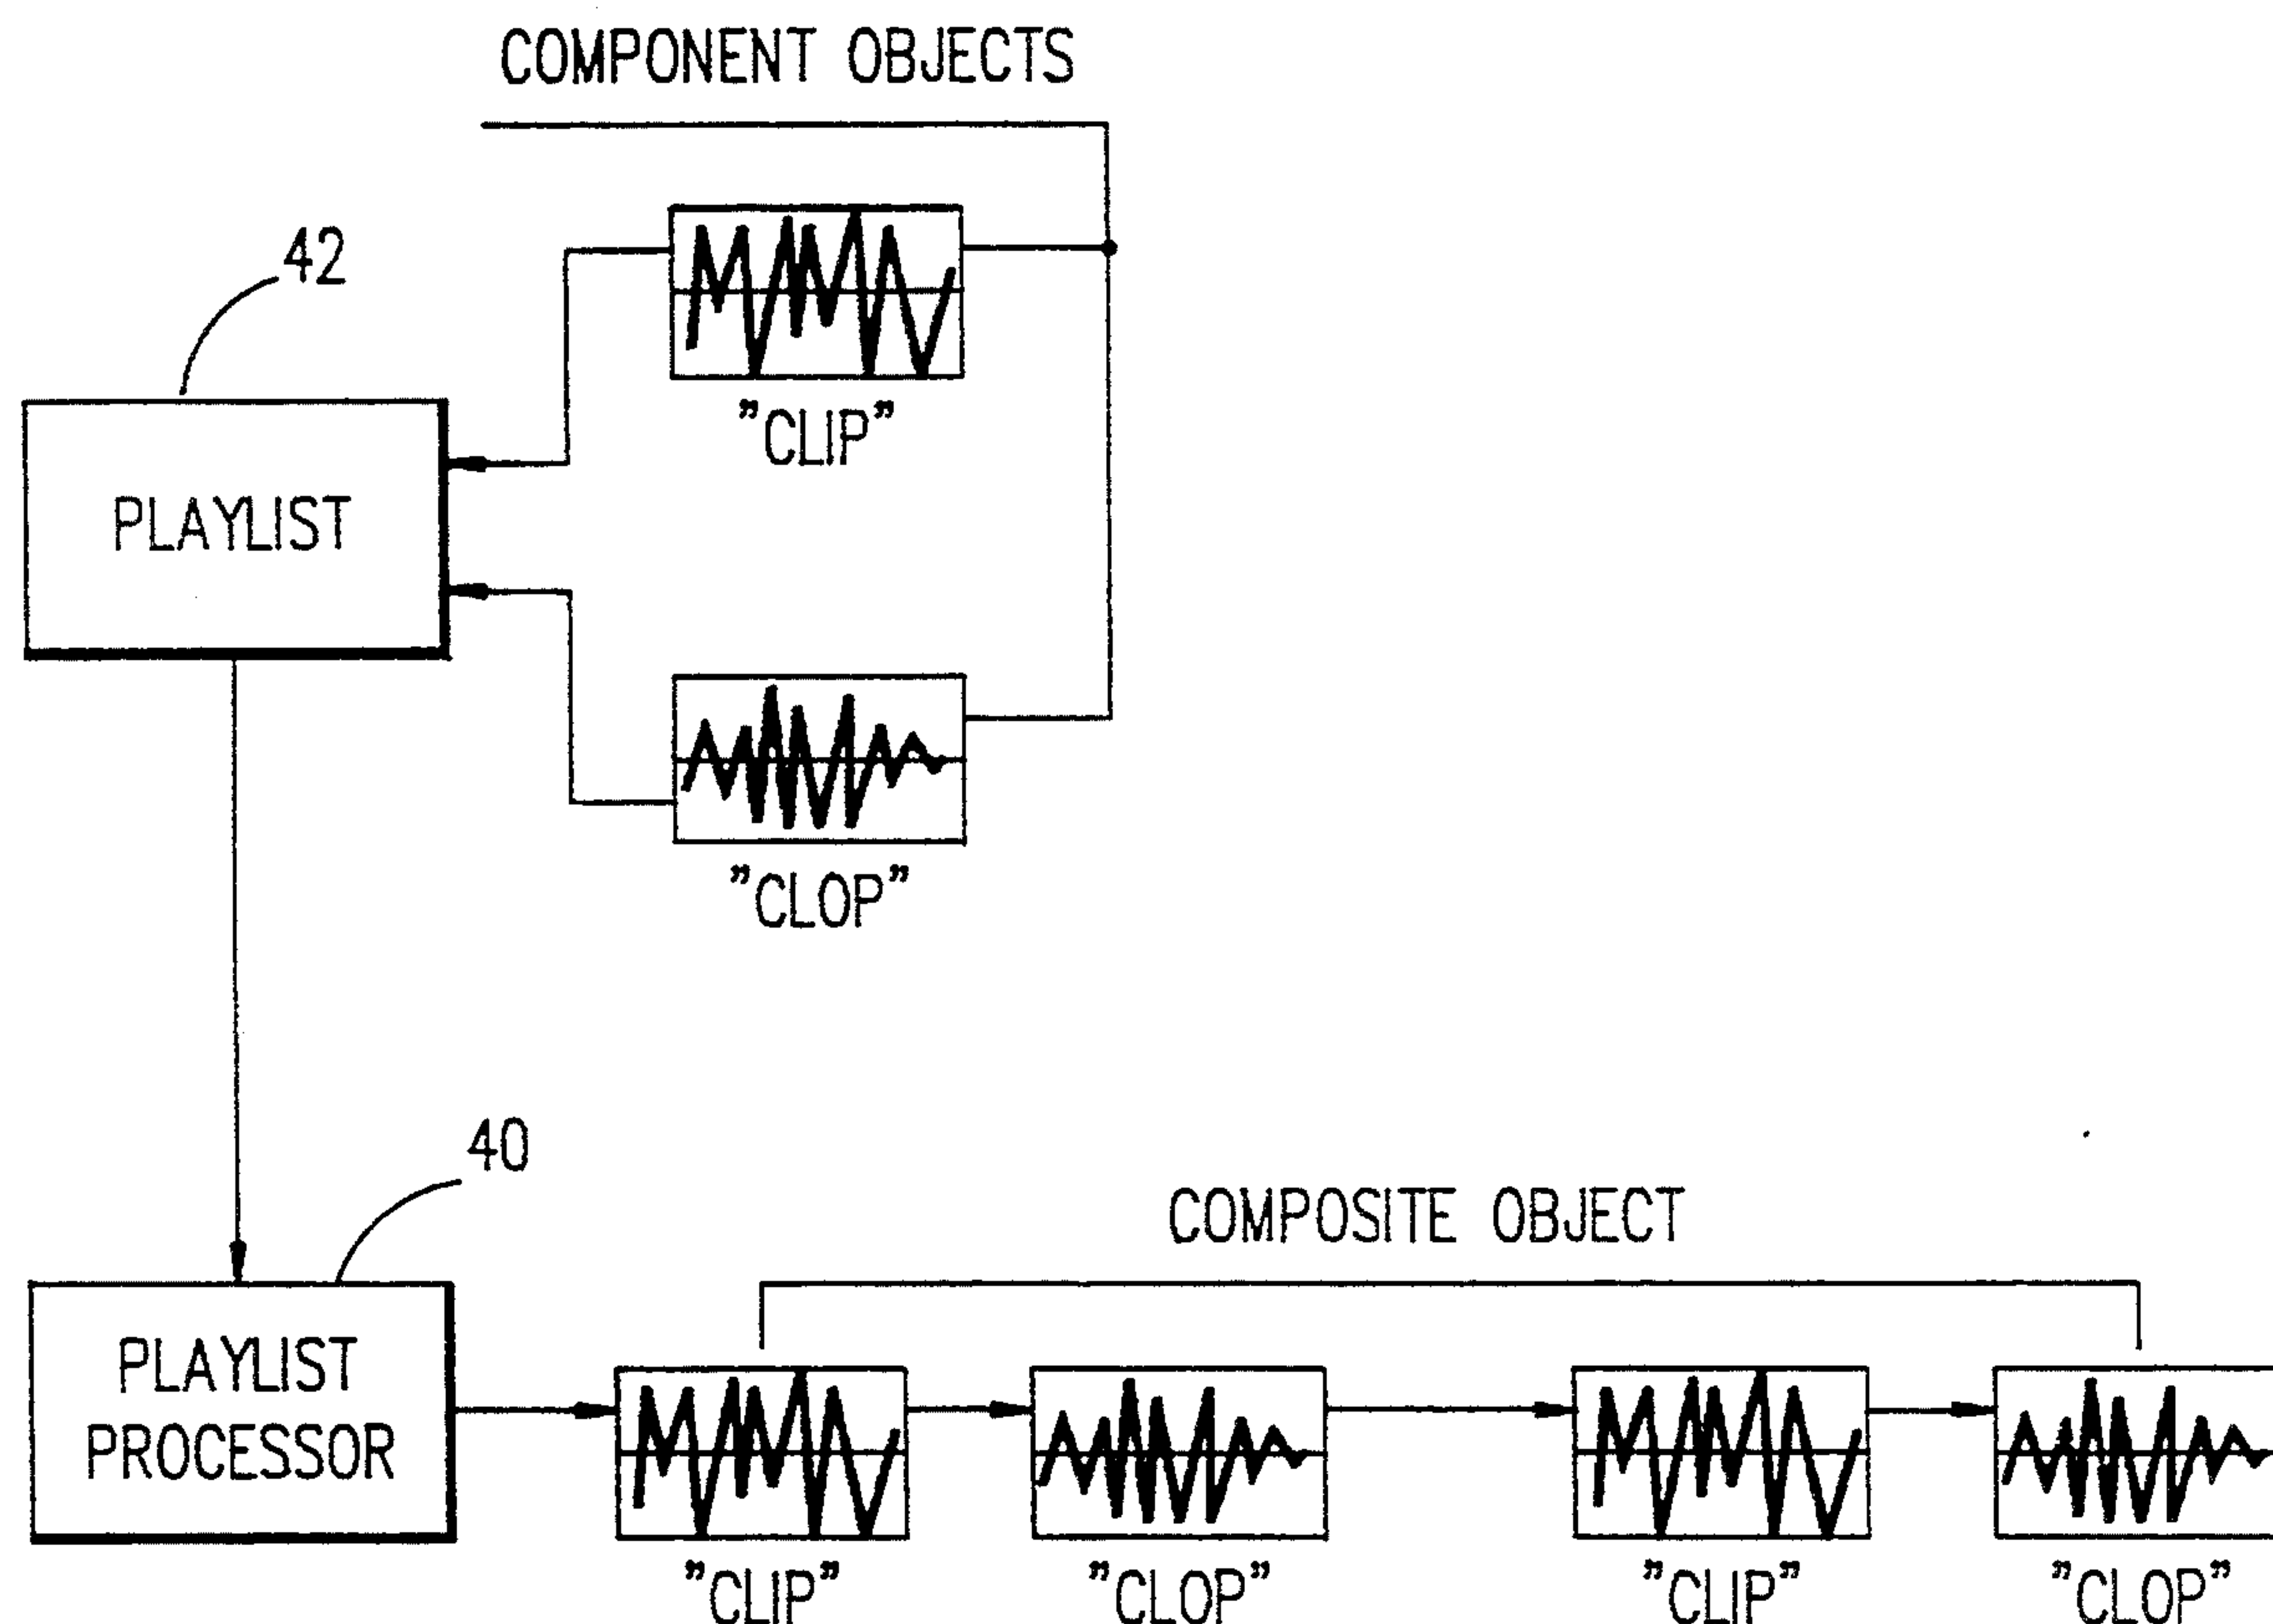 COMPONENT OBJECTS
42
"CLIP"
PLAYLIST
"CLOP"
40
COMPOSITE OBJECT
PLAYLIST
PROCESSOR
"CLIP" "CLOP" "CLIP" "CLOP"